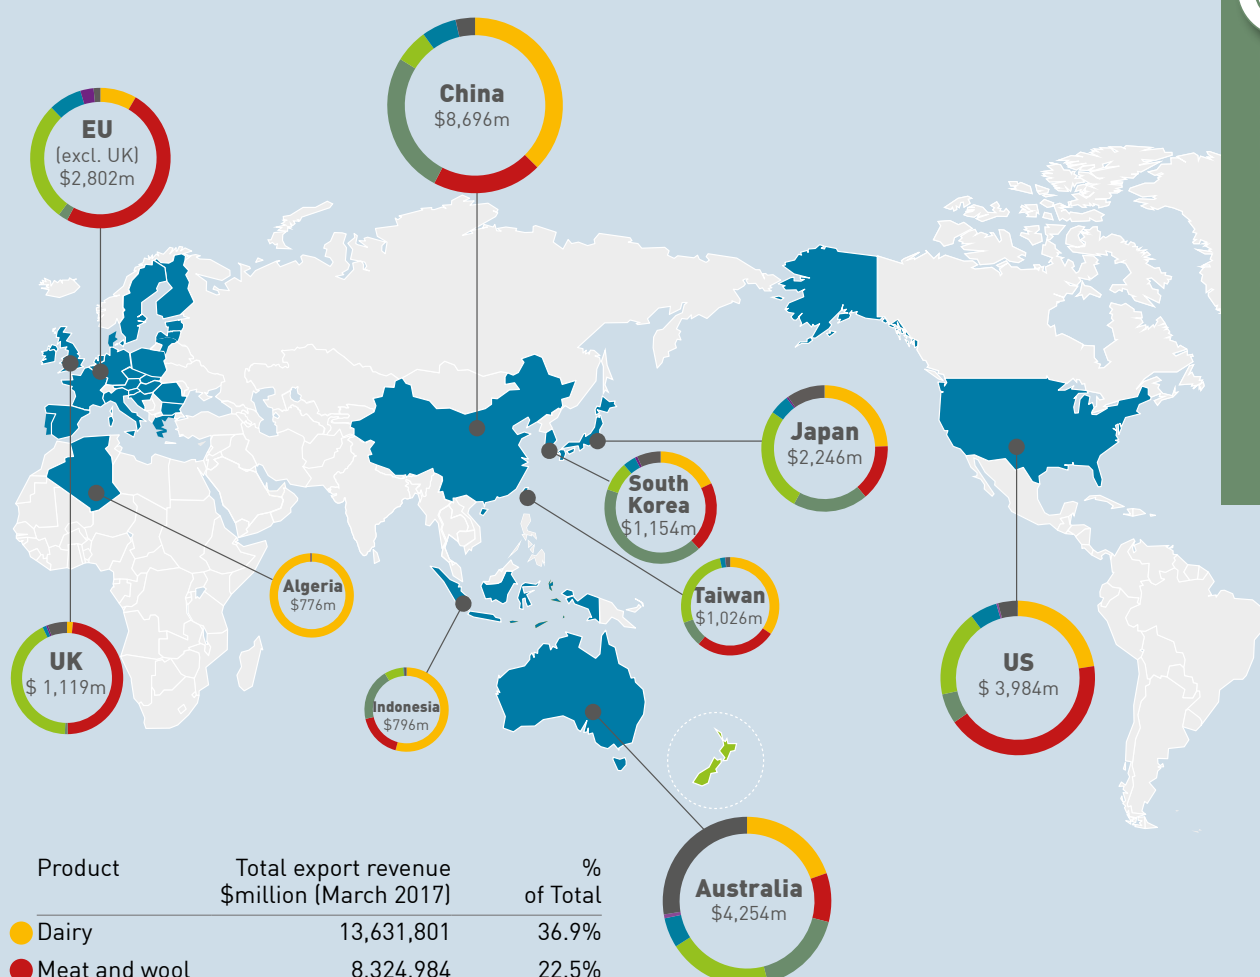 China
$8,696m
EU
(excl. UK)
$2,802m
Japan
$2,246m
South
Korea
$1,154m
Algeria
$776m
Taiwan
$1,026m
UK
$ 1,119m
US
$ 3,984m
Indonesia
$796m
Australia
$4,254m
Product Total export revenue $million (March 2017) % of Total
Dairy 13,631,801 36.9%
Meat and wool 8,324,984 22.5%